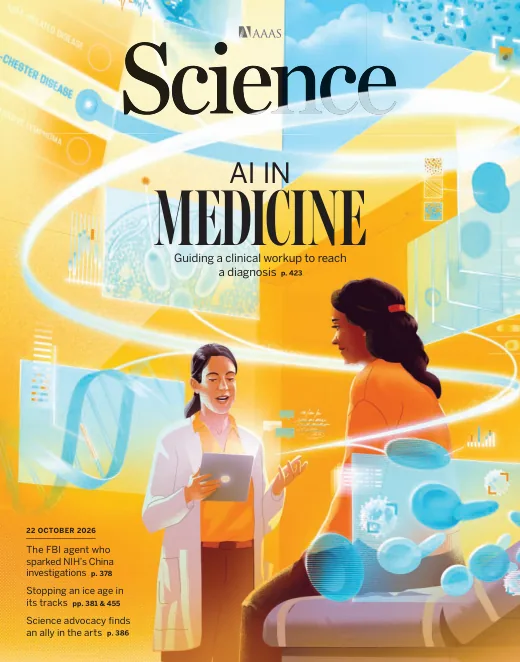 AAAS
Science
CHESTER DISEASE
AI IN
MEDICINE
Guiding a clinical workup to reach
a diagnosis p. 423
22 OCTOBER 2026
The FBI agent who
sparked NIH's China
investigations p. 378
Stopping an ice age in
its tracks pp. 381 & 455
Science advocacy finds
an ally in the arts p. 386